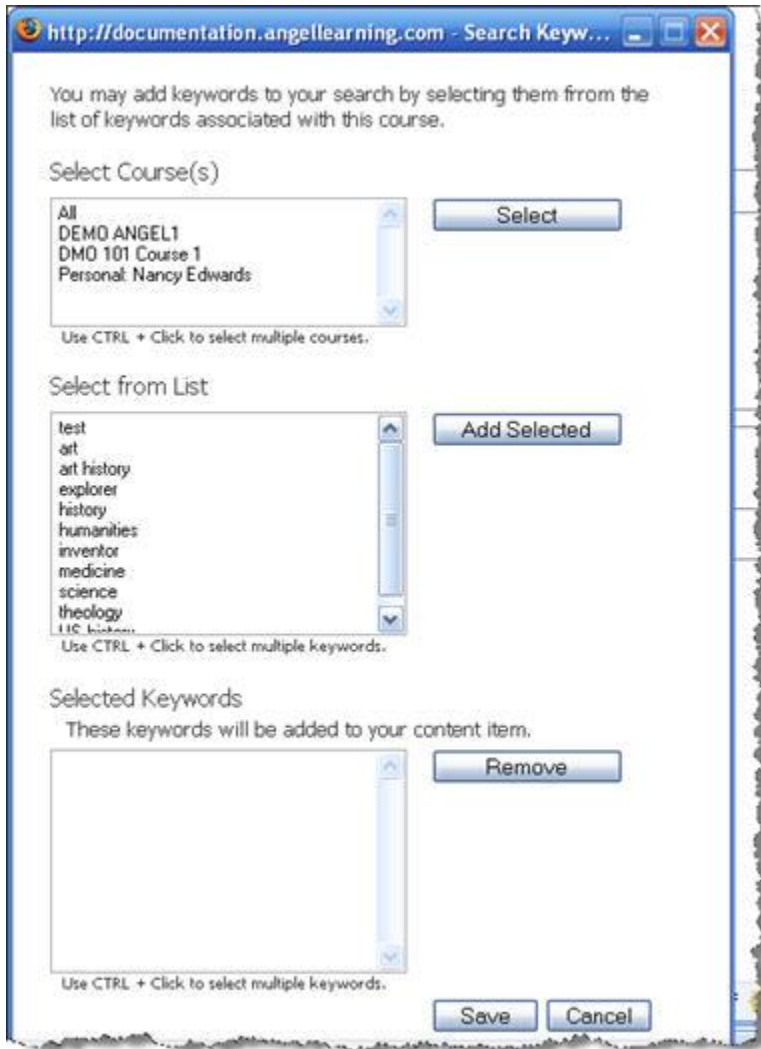 http://documentation.angellearning.com - Search Keyw...
You may add keywords to your search by selecting them frrom the
list of keywords associated with this course.
Select Course(s)
All
DEMO ANGEL1
DMO 101 Course 1
Personal: Nancy Edwards
Select
Use CTRL + Click to select multiple courses.
Select from List
test
art
art history
explorer
history
humanities
inventor
medicine
science
theology
US history
Add Selected
Use CTRL + Click to select multiple keywords.
Selected Keywords
These keywords will be added to your content item.
Remove
Use CTRL + Click to select multiple keywords.
Save
Cancel